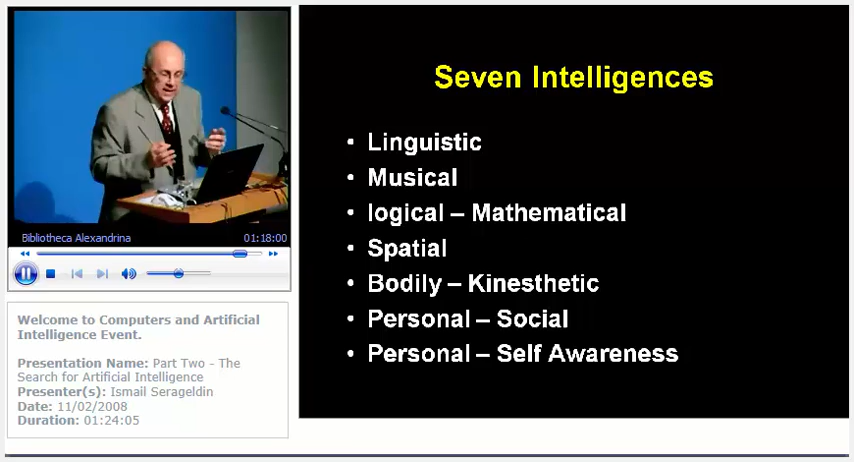 Bibliotheca Alexandrina 01:18:00
Welcome to Computers and Artificial
Intelligence Event.
Presentation Name: Part Two - The
Search for Artificial Intelligence
Presenter(s): Ismail Serageldin
Date: 11/02/2008
Duration: 01:24:05
Seven Intelligences
• Linguistic
• Musical
• logical – Mathematical
• Spatial
• Bodily – Kinesthetic
• Personal – Social
• Personal – Self Awareness